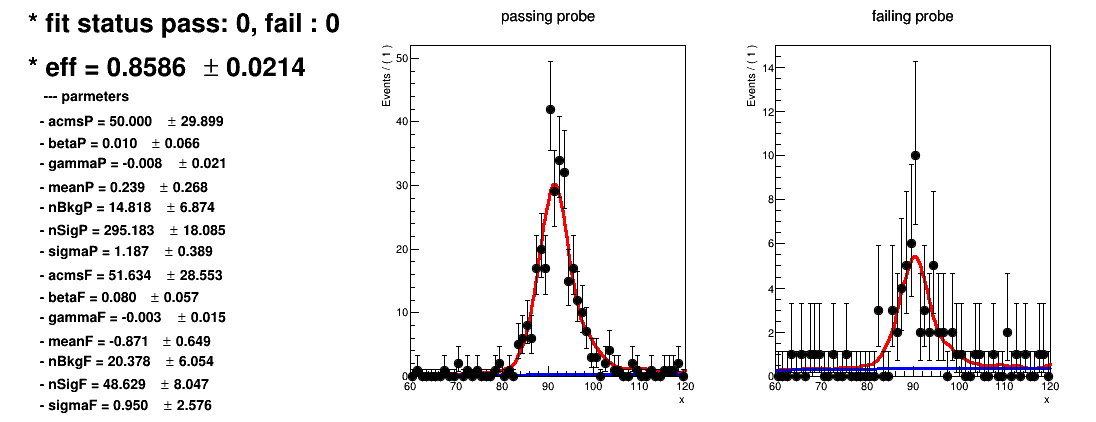 * fit status pass: 0, fail : 0
* eff = 0.8586 ± 0.0214
--- parmeters
- acmsP = 50.000 ± 29.899
- betaP = 0.010 ± 0.066
- gammaP = -0.008 ± 0.021
- meanP = 0.239 ± 0.268
- nBkgP = 14.818 ± 6.874
- nSigP = 295.183 ± 18.085
- sigmaP = 1.187 ± 0.389
- acmsF = 51.634 ± 28.553
- betaF = 0.080 ± 0.057
- gammaF = -0.003 ± 0.015
- meanF = -0.871 ± 0.649
- nBkgF = 20.378 ± 6.054
- nSigF = 48.629 ± 8.047
- sigmaF = 0.950 ± 2.576
passing probe
Events / ( 1 )
50
40
30
20
10
0
60 70 80 90 100 110 120
x
failing probe
Events / ( 1 )
14
12
10
8
6
4
2
0
60 70 80 90 100 110 120
x